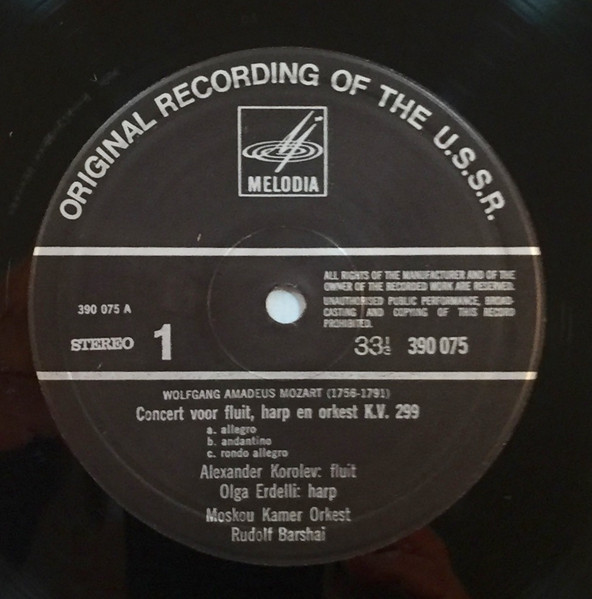 ORIGINAL RECORDING OF THE U.S.S.R.
MELODIA
ALL RIGHTS OF THE MANUFACTURER AND OF THE
OWNER OF THE RECORDED WORK ARE RESERVED.
UNAUTHORISED PUBLIC PERFORMANCE, BROAD-
CASTING AND COPYING OF THIS RECORD
PROHIBITED.
390 075 A
STEREO 1
33⅓ 390 075
WOLFGANG AMADEUS MOZART (1756-1791)
Concert voor fluit, harp en orkest K.V. 299
a. allegro
b. andantino
c. rondo allegro
Alexander Korolev: fluit
Olga Erdelli: harp
Moskou Kamer Orkest
Rudolf Barshai